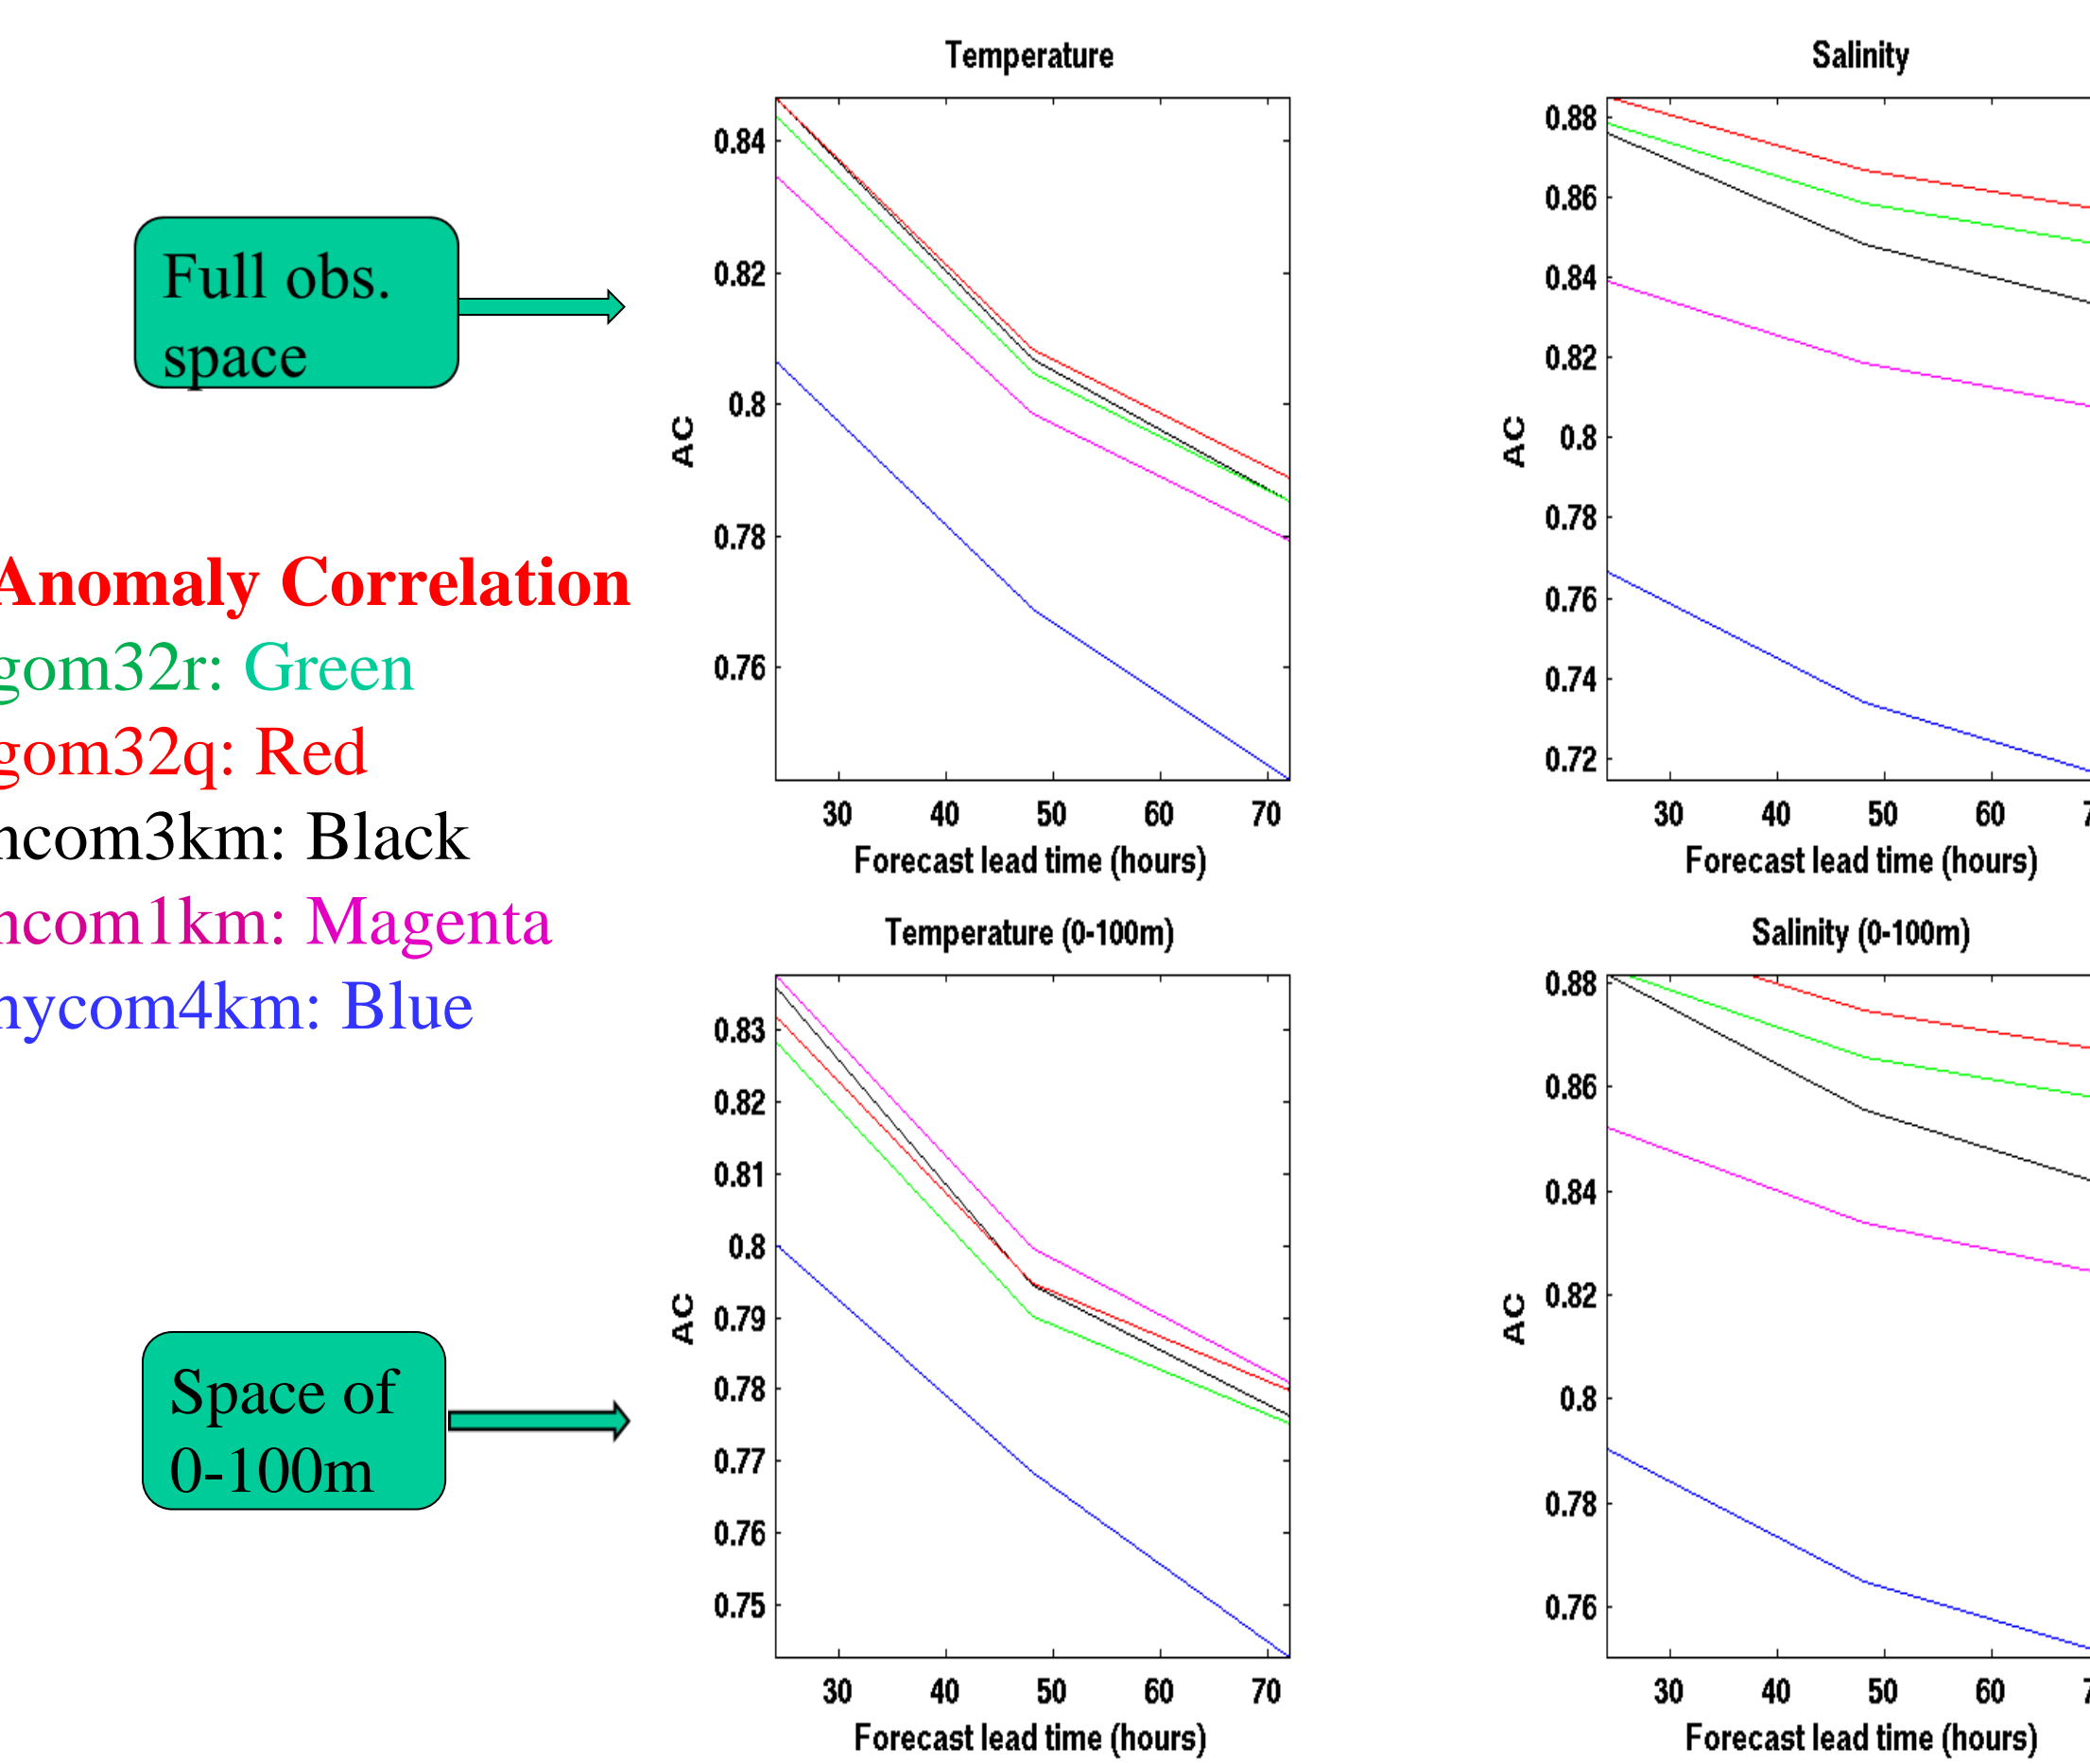 Full obs.
space
Anomaly Correlation
gom32r: Green
gom32q: Red
ncom3km: Black
ncom1km: Magenta
hycom4km: Blue
Space of
0-100m
Temperature
0.84
0.82
0.8
0.78
0.76
AC
30 40 50 60 70
Forecast lead time (hours)
Salinity
0.88
0.86
0.84
0.82
0.8
0.78
0.76
0.74
0.72
AC
30 40 50 60 7
Forecast lead time (hours)
Temperature (0-100m)
0.83
0.82
0.81
0.8
0.79
0.78
0.77
0.76
0.75
AC
30 40 50 60 70
Forecast lead time (hours)
Salinity (0-100m)
0.88
0.86
0.84
0.82
0.8
0.78
0.76
AC
30 40 50 60 7
Forecast lead time (hours)